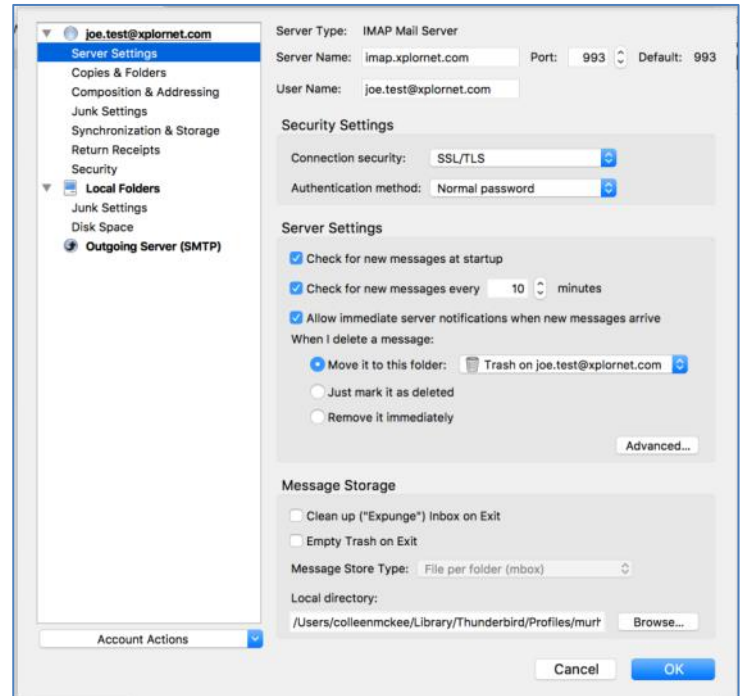 joe.test@xplornet.com
Server Settings
Copies & Folders
Composition & Addressing
Junk Settings
Synchronization & Storage
Return Receipts
Security
Local Folders
Junk Settings
Disk Space
Outgoing Server (SMTP)
Account Actions
Server Type: IMAP Mail Server
Server Name: imap.xplornet.com Port: 993 Default: 993
User Name: joe.test@xplornet.com
Security Settings
Connection security: SSL/TLS
Authentication method: Normal password
Server Settings
Check for new messages at startup
Check for new messages every 10 minutes
Allow immediate server notifications when new messages arrive
When I delete a message:
Move it to this folder: Trash on joe.test@xplornet.com
Just mark it as deleted
Remove it immediately
Advanced...
Message Storage
Clean up ("Expunge") Inbox on Exit
Empty Trash on Exit
Message Store Type: File per folder (mbox)
Local directory:
/Users/colleenmckee/Library/Thunderbird/Profiles/murh Browse...
Cancel OK